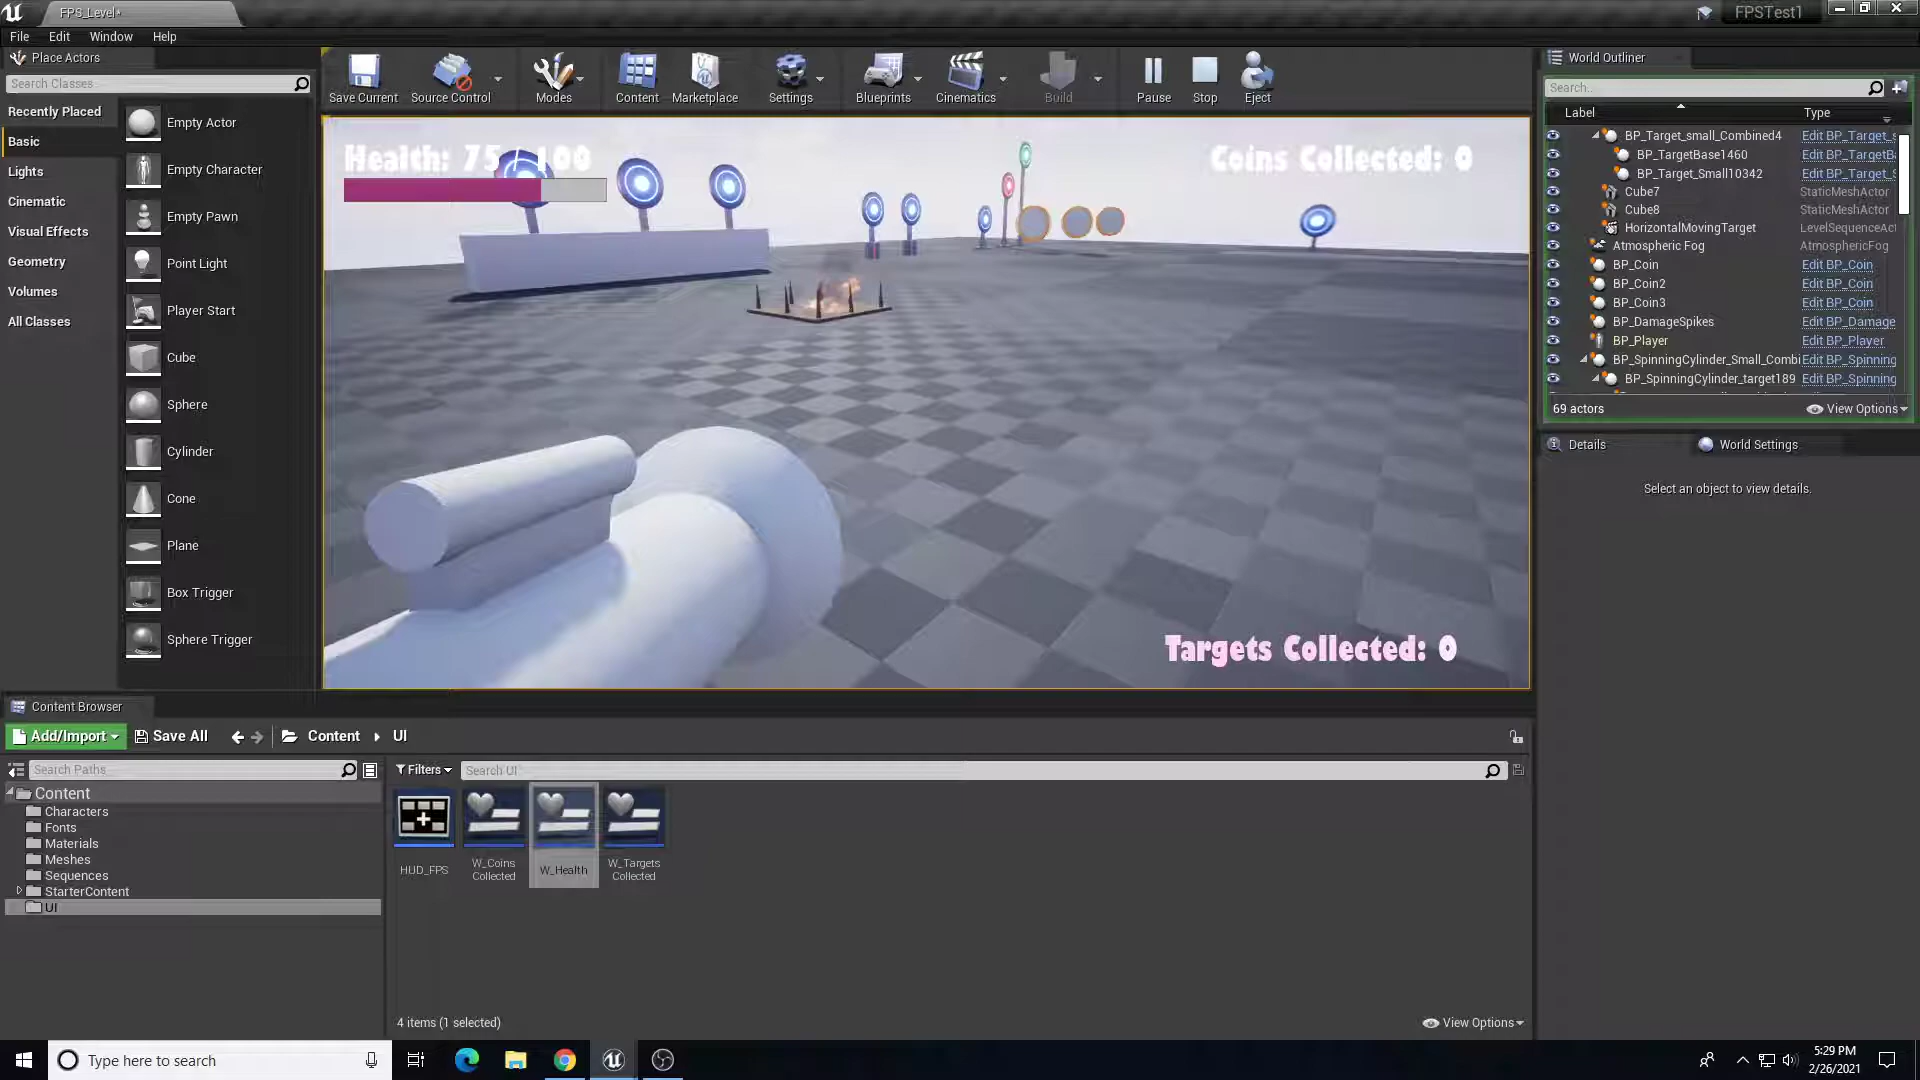 FPS_Level•
FPSTest1
File Edit Window Help
Place Actors
Search Classes
Recently Placed
Basic
Lights
Cinematic
Visual Effects
Geometry
Volumes
All Classes
Empty Actor
Empty Character
Empty Pawn
Point Light
Player Start
Cube
Sphere
Cylinder
Cone
Plane
Box Trigger
Sphere Trigger
Save Current Source Control Modes Content Marketplace Settings Blueprints Cinematics Build Pause Stop Eject
Health: 75 / 100
Coins Collected: 0
Targets Collected: 0
World Outliner
Search..
Label Type
BP_Target_small_Combined4 Edit BP_Target_s
BP_TargetBase1460 Edit BP_TargetBa
BP_Target_Small10342 Edit BP_Target_S
Cube7 StaticMeshActor
Cube8 StaticMeshActor
HorizontalMovingTarget LevelSequenceAct
Atmospheric Fog AtmosphericFog
BP_Coin Edit BP_Coin
BP_Coin2 Edit BP_Coin
BP_Coin3 Edit BP_Coin
BP_DamageSpikes Edit BP_Damage
BP_Player Edit BP_Player
BP_SpinningCylinder_Small_Combi Edit BP_Spinning
BP_SpinningCylinder_target189 Edit BP_Spinning
69 actors View Options
Details World Settings
Select an object to view details.
Content Browser
Add/Import Save All Content UI
Search Paths
Filters Search UI
Content
Characters
Fonts
Materials
Meshes
Sequences
StarterContent
UI
HUD_FPS
W_Coins
Collected
W_Health
W_Targets
Collected
4 items (1 selected) View Options
Type here to search
5:29 PM
2/26/2021